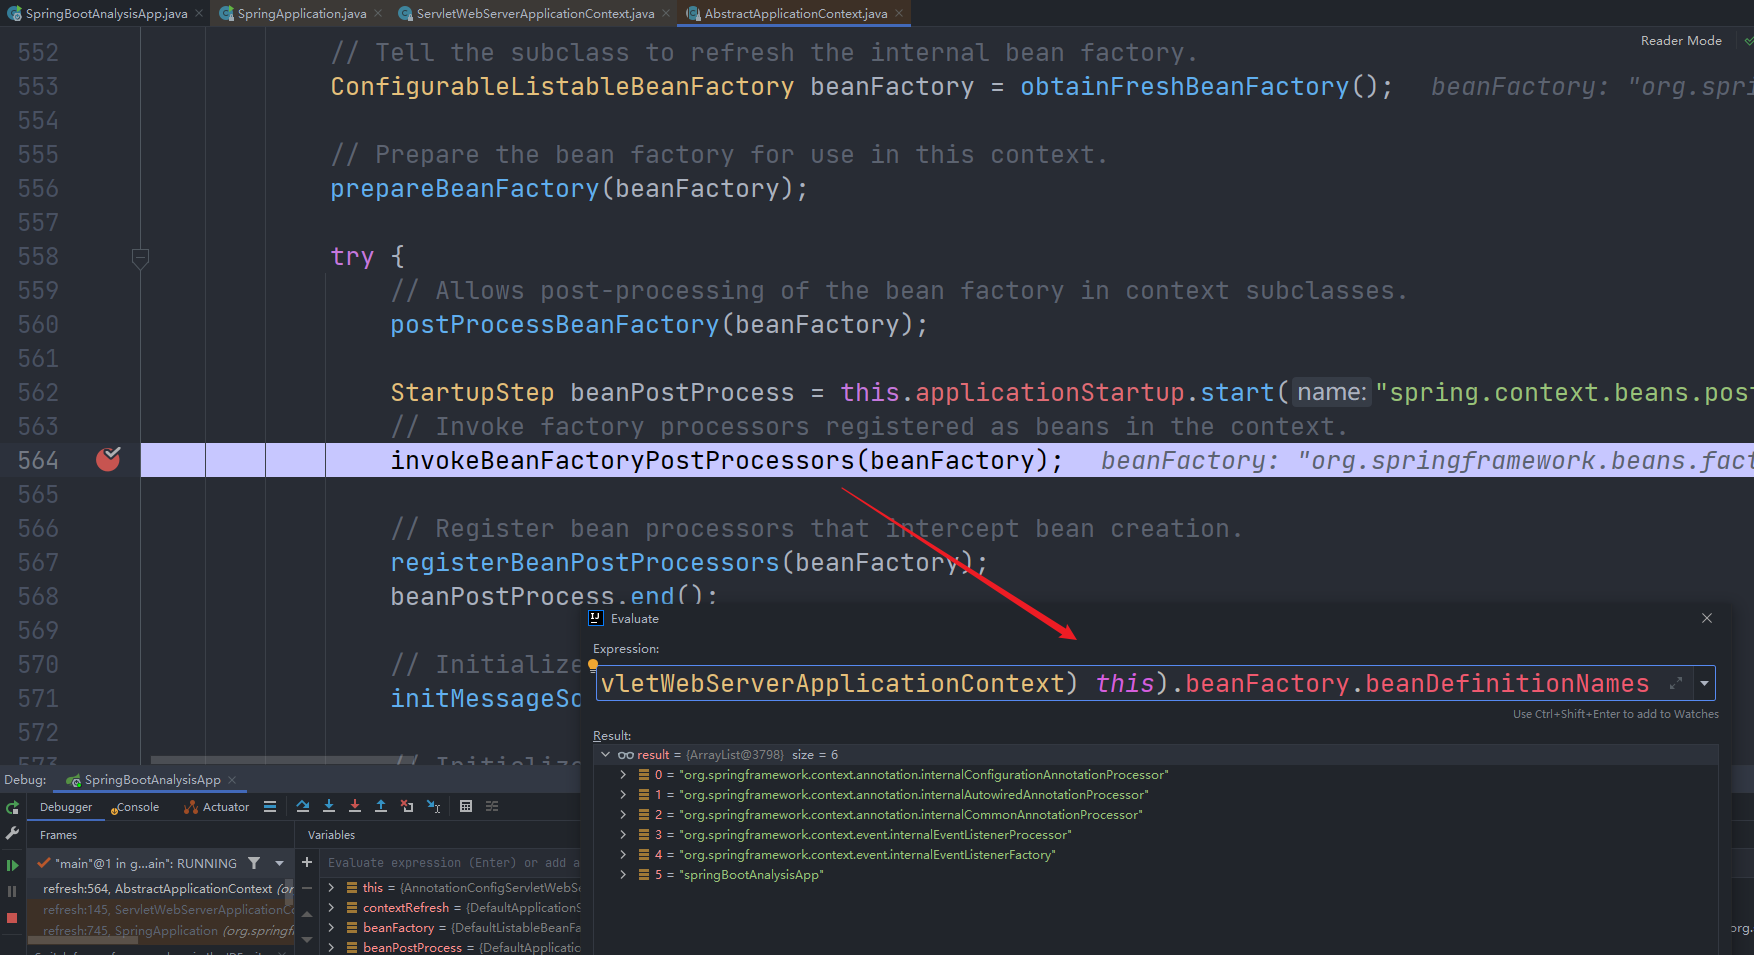 SpringBootAnalysisApp.java × SpringApplication.java × ServletWebServerApplicationContext.java × AbstractApplicationContext.java ×
Reader Mode
552 // Tell the subclass to refresh the internal bean factory.
553 ConfigurableListableBeanFactory beanFactory = obtainFreshBeanFactory(); beanFactory: "org.spri
554
555 // Prepare the bean factory for use in this context.
556 prepareBeanFactory(beanFactory);
557
558 try {
559 // Allows post-processing of the bean factory in context subclasses.
560 postProcessBeanFactory(beanFactory);
561
562 StartupStep beanPostProcess = this.applicationStartup.start( name: "spring.context.beans.post
563 // Invoke factory processors registered as beans in the context.
564 invokeBeanFactoryPostProcessors(beanFactory); beanFactory: "org.springframework.beans.fact
565
566 // Register bean processors that intercept bean creation.
567 registerBeanPostProcessors(beanFactory);
568 beanPostProcess.end();
569
570 // Initialize
571 initMessageSo
572
573 // Initialize
IJ Evaluate ×
Expression:
vletWebServerApplicationContext) this).beanFactory.beanDefinitionNames
Use Ctrl+Shift+Enter to add to Watches
Result:
result = {ArrayList@3798} size = 6
0 = "org.springframework.context.annotation.internalConfigurationAnnotationProcessor"
1 = "org.springframework.context.annotation.internalAutowiredAnnotationProcessor"
2 = "org.springframework.context.annotation.internalCommonAnnotationProcessor"
3 = "org.springframework.context.event.internalEventListenerProcessor"
4 = "org.springframework.context.event.internalEventListenerFactory"
5 = "springBootAnalysisApp"
Debug: SpringBootAnalysisApp ×
Debugger Console Actuator
Frames Variables
"main"@1 in g...ain": RUNNING
Evaluate expression (Enter) or add a
refresh:564, AbstractApplicationContext (or
refresh:145, ServletWebServerApplicationCo
refresh:745, SpringApplication (org.springf
this = {AnnotationConfigServletWebSe
contextRefresh = {DefaultApplicationS
beanFactory = {DefaultListableBeanFa
beanPostProcess = {DefaultApplication
org.